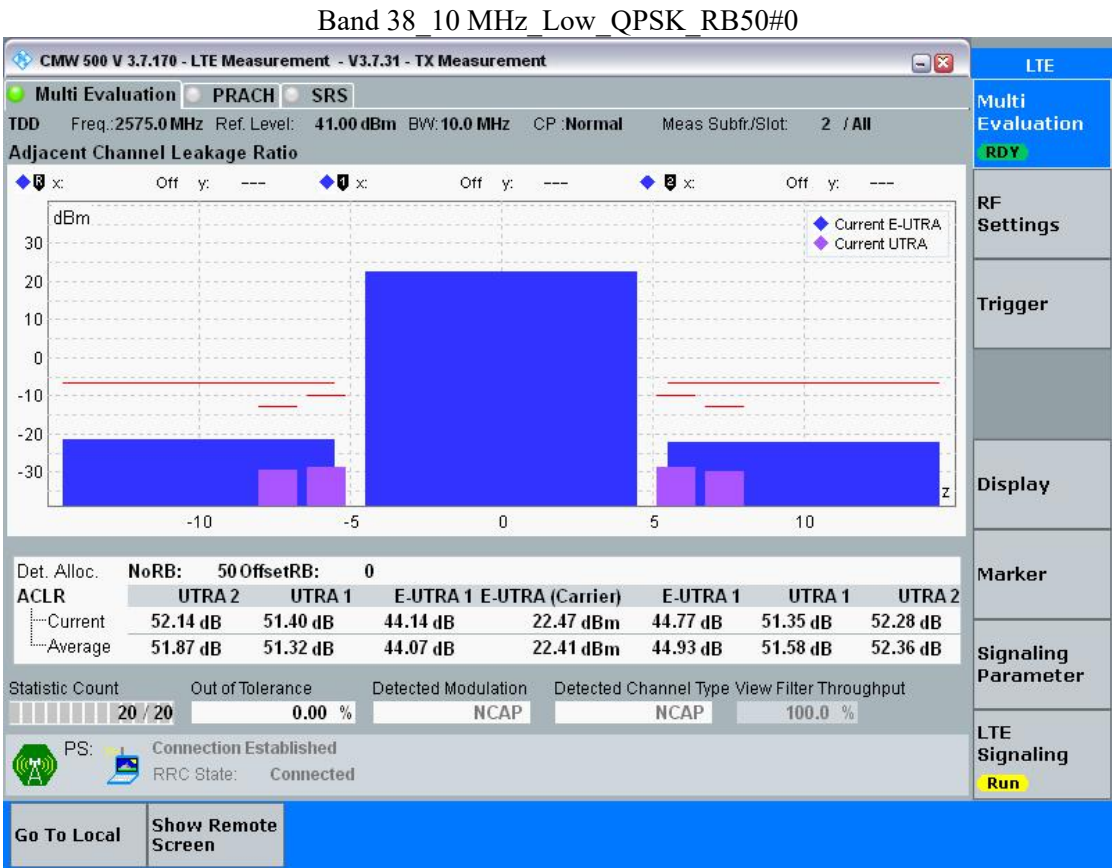 Band 38_10 MHz_Low_QPSK_RB50#0
CMW 500 V 3.7.170 - LTE Measurement - V3.7.31 - TX Measurement
LTE
Multi Evaluation PRACH SRS
Multi Evaluation RDY
TDD Freq.:2575.0 MHz Ref. Level: 41.00 dBm BW: 10.0 MHz CP :Normal Meas Subfr./Slot: 2 / All
Adjacent Channel Leakage Ratio
R x: Off y: --- 1 x: Off y: --- 2 x: Off y: ---
dBm
Current E-UTRA
Current UTRA
30
20
10
0
-10
-20
-30
z
-10 -5 0 5 10
RF Settings
Trigger
Display
Marker
Signaling Parameter
LTE Signaling Run
Det. Alloc. NoRB: 50 OffsetRB: 0
ACLR UTRA 2 UTRA 1 E-UTRA 1 E-UTRA (Carrier) E-UTRA 1 UTRA 1 UTRA 2
Current 52.14 dB 51.40 dB 44.14 dB 22.47 dBm 44.77 dB 51.35 dB 52.28 dB
Average 51.87 dB 51.32 dB 44.07 dB 22.41 dBm 44.93 dB 51.58 dB 52.36 dB
Statistic Count Out of Tolerance Detected Modulation Detected Channel Type View Filter Throughput
20 / 20 0.00 % NCAP NCAP 100.0 %
PS: Connection Established
RRC State: Connected
Go To Local
Show Remote Screen